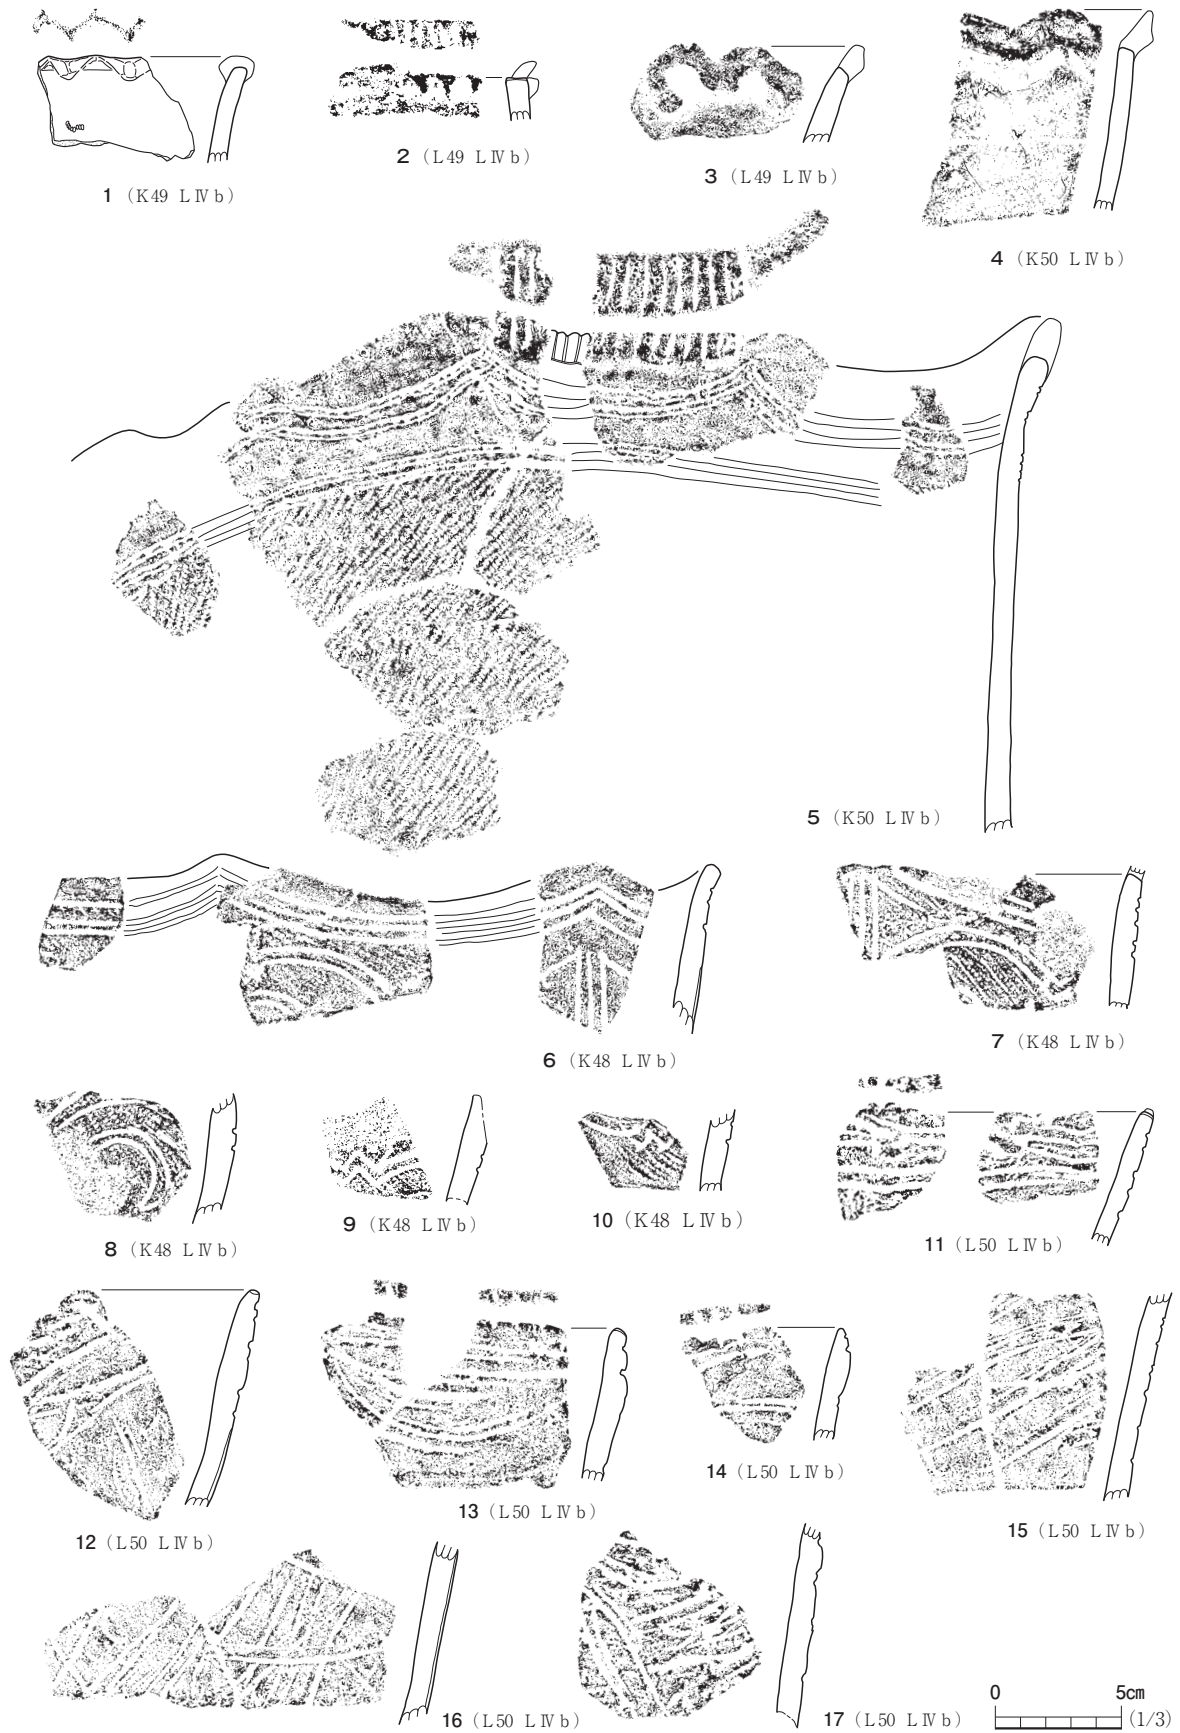 1 (K49 LⅣb)
2 (L49 LⅣb)
3 (L49 LⅣb)
4 (K50 LⅣb)
5 (K50 LⅣb)
6 (K48 LⅣb)
7 (K48 LⅣb)
8 (K48 LⅣb)
9 (K48 LⅣb)
10 (K48 LⅣb)
11 (L50 LⅣb)
12 (L50 LⅣb)
13 (L50 LⅣb)
14 (L50 LⅣb)
15 (L50 LⅣb)
16 (L50 LⅣb)
17 (L50 LⅣb)
0 5cm
(1/3)